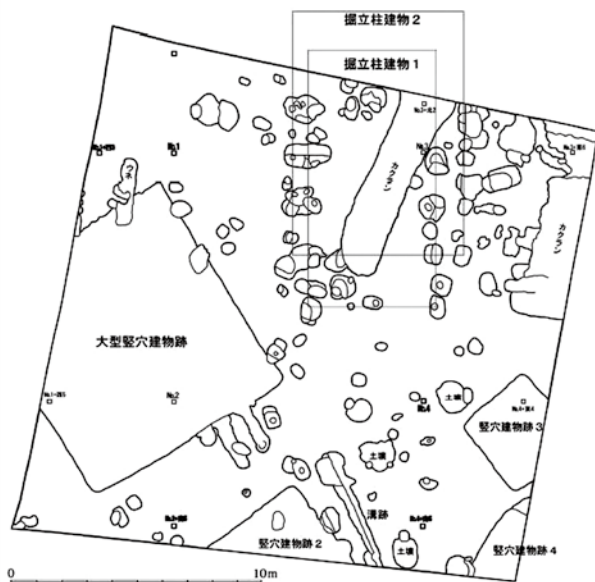 掘立柱建物2
掘立柱建物1
No.1
No.3
ウネ
カクラン
カクラン
大型竪穴建物跡
No.2
No.4
土壙
竪穴建物跡3
土壙
溝跡
竪穴建物跡2
土壙
竪穴建物跡4
0
10m